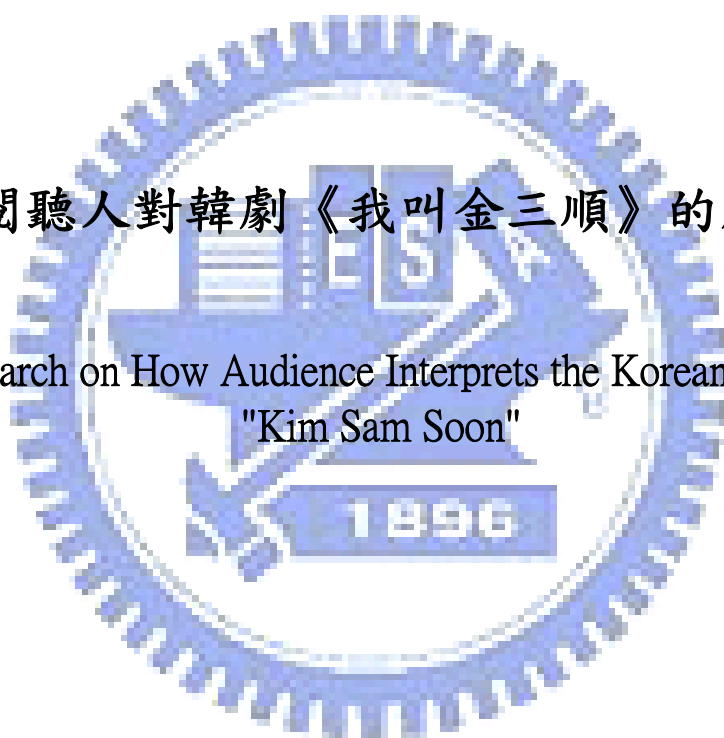 閱聽人對韓劇《我叫金三順》的
E S A
arch on How Audience Interprets the Korean
"Kim Sam Soon"
1896